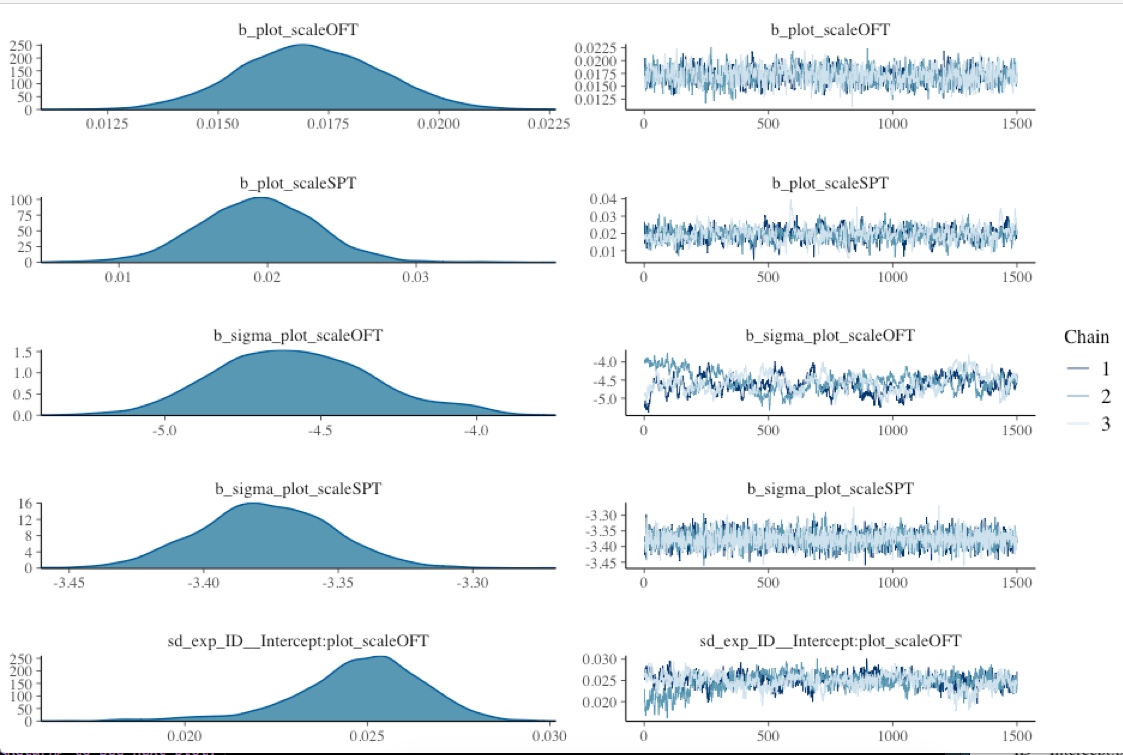 b_plot_scaleOFT
b_plot_scaleOFT
250
200
150
100
50
0
0.0125 0.0150 0.0175 0.0200 0.0225
0.0225
0.0200
0.0175
0.0150
0.0125
0 500 1000 1500
b_plot_scaleSPT
b_plot_scaleSPT
100
75
50
25
0
0.01 0.02 0.03
0.04
0.03
0.02
0.01
0 500 1000 1500
b_sigma_plot_scaleOFT
b_sigma_plot_scaleOFT
1.5
1.0
0.5
0.0
-5.0 -4.5 -4.0
-4.0
-4.5
-5.0
0 500 1000 1500
Chain
1
2
3
b_sigma_plot_scaleSPT
b_sigma_plot_scaleSPT
16
12
8
4
0
-3.45 -3.40 -3.35 -3.30
-3.30
-3.35
-3.40
-3.45
0 500 1000 1500
sd_exp_ID__Intercept:plot_scaleOFT
sd_exp_ID__Intercept:plot_scaleOFT
250
200
150
100
50
0
0.020 0.025 0.030
0.030
0.025
0.020
0 500 1000 1500